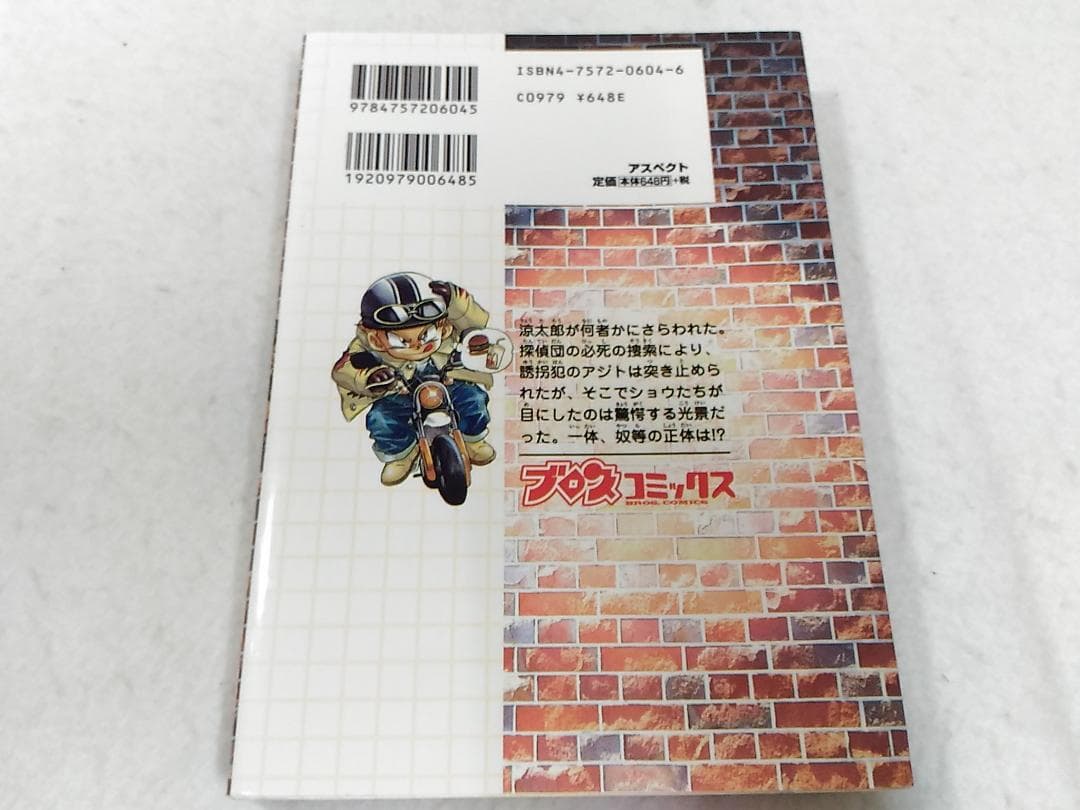 ISBN4-7572-0604-6
C0979 ¥648E
9784757206045
1920979006485
アスペクト
定価 本体648円 +税
涼太郎が何者かにさらわれた。
探偵団の必死の捜索により、
誘拐犯のアジトは突き止めら
れたが、そこでショウたちが
目にしたのは驚愕する光景だ
った。一体、奴等の正体は!?
ブロスコミックス
BROS. COMICS